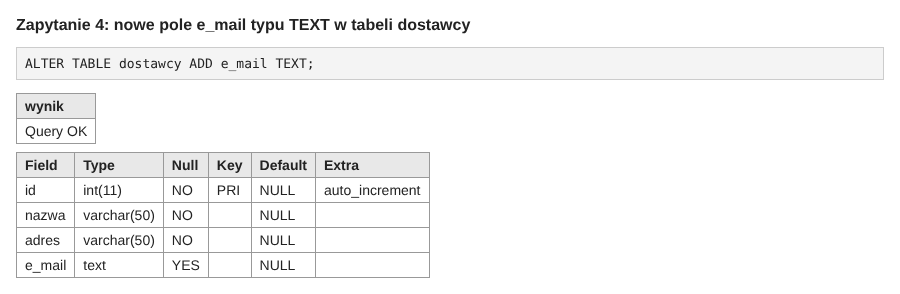 Zapytanie 4: nowe pole e_mail typu TEXT w tabeli dostawcy
ALTER TABLE dostawcy ADD e_mail TEXT;
wynik
Query OK
Field Type Null Key Default Extra
id int(11) NO PRI NULL auto_increment
nazwa varchar(50) NO NULL
adres varchar(50) NO NULL
e_mail text YES NULL